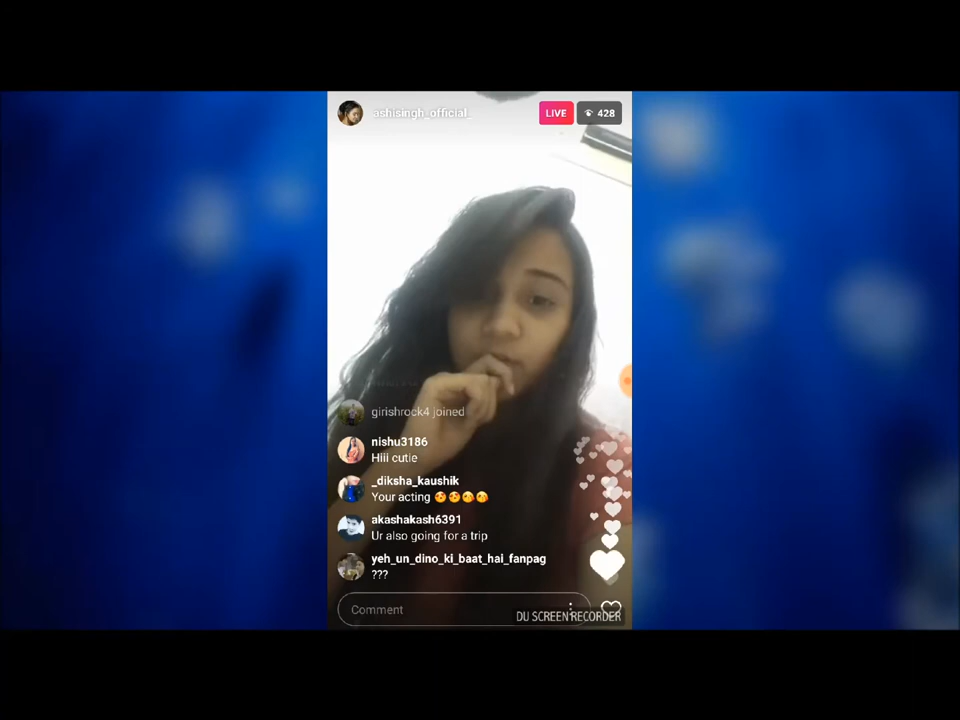 ashisingh_official_
LIVE
428
girishrock4 joined
nishu3186
Hiii cutie
_diksha_kaushik
Your acting 🥰🥰🥰🥰
akashakash6391
Ur also going for a trip
yeh_un_dino_ki_baat_hai_fanpag
???
Comment
DU SCREEN RECORDER